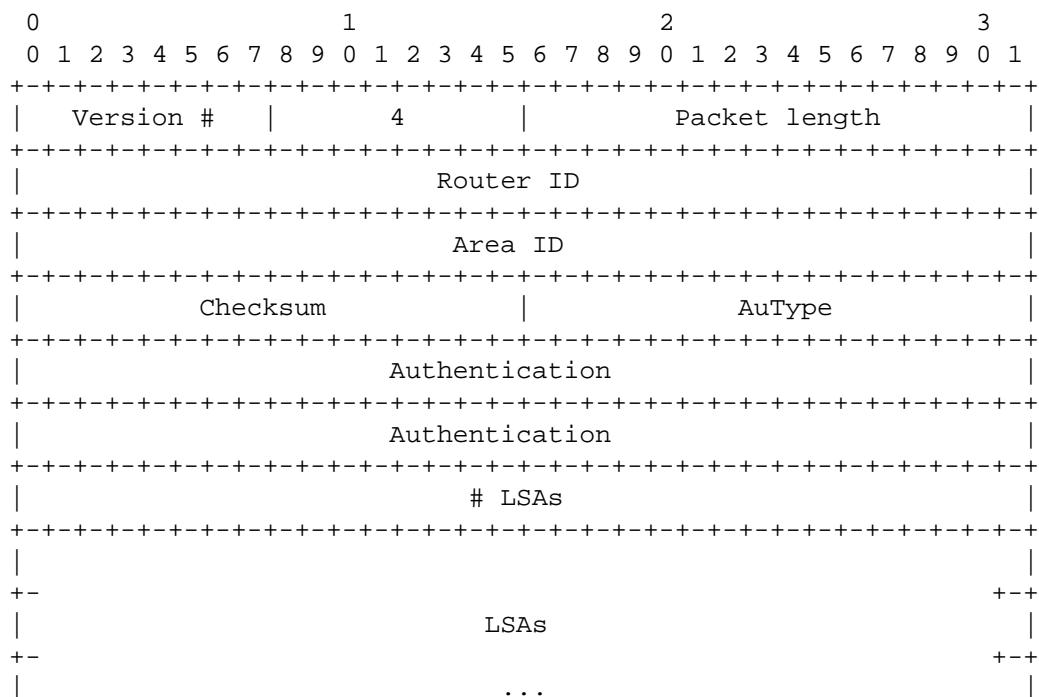 0                   1                   2                   3
 0 1 2 3 4 5 6 7 8 9 0 1 2 3 4 5 6 7 8 9 0 1 2 3 4 5 6 7 8 9 0 1
+-+-+-+-+-+-+-+-+-+-+-+-+-+-+-+-+-+-+-+-+-+-+-+-+-+-+-+-+-+-+-+-+
|   Version #   |       4       |         Packet length         |
+-+-+-+-+-+-+-+-+-+-+-+-+-+-+-+-+-+-+-+-+-+-+-+-+-+-+-+-+-+-+-+-+
|                          Router ID                            |
+-+-+-+-+-+-+-+-+-+-+-+-+-+-+-+-+-+-+-+-+-+-+-+-+-+-+-+-+-+-+-+-+
|                           Area ID                             |
+-+-+-+-+-+-+-+-+-+-+-+-+-+-+-+-+-+-+-+-+-+-+-+-+-+-+-+-+-+-+-+-+
|           Checksum            |             AuType            |
+-+-+-+-+-+-+-+-+-+-+-+-+-+-+-+-+-+-+-+-+-+-+-+-+-+-+-+-+-+-+-+-+
|                       Authentication                          |
+-+-+-+-+-+-+-+-+-+-+-+-+-+-+-+-+-+-+-+-+-+-+-+-+-+-+-+-+-+-+-+-+
|                       Authentication                          |
+-+-+-+-+-+-+-+-+-+-+-+-+-+-+-+-+-+-+-+-+-+-+-+-+-+-+-+-+-+-+-+-+
|                            # LSAs                             |
+-+-+-+-+-+-+-+-+-+-+-+-+-+-+-+-+-+-+-+-+-+-+-+-+-+-+-+-+-+-+-+-+
|                                                               |
+-                                                            +-+
|                             LSAs                              |
+-                                                            +-+
|                              ...                              |